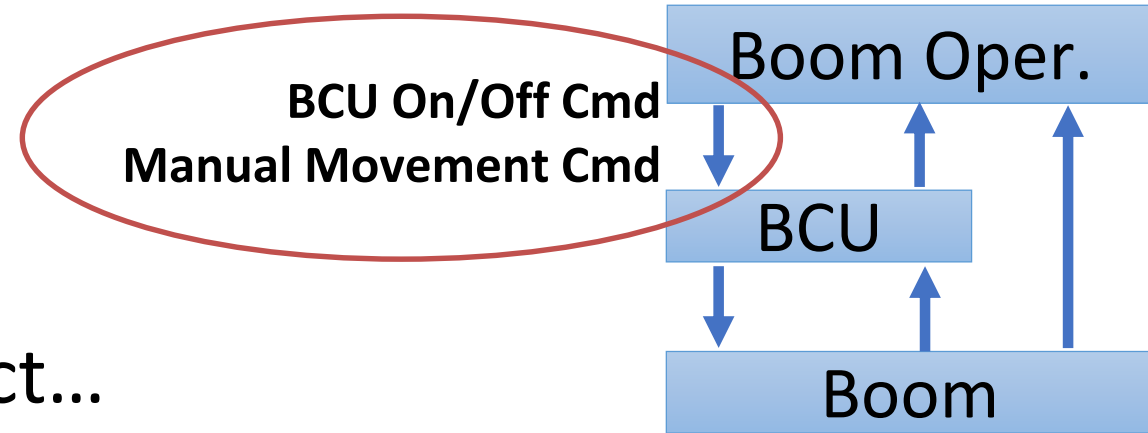 Boom Oper.
BCU On/Off Cmd
Manual Movement Cmd
BCU
ct...
Boom